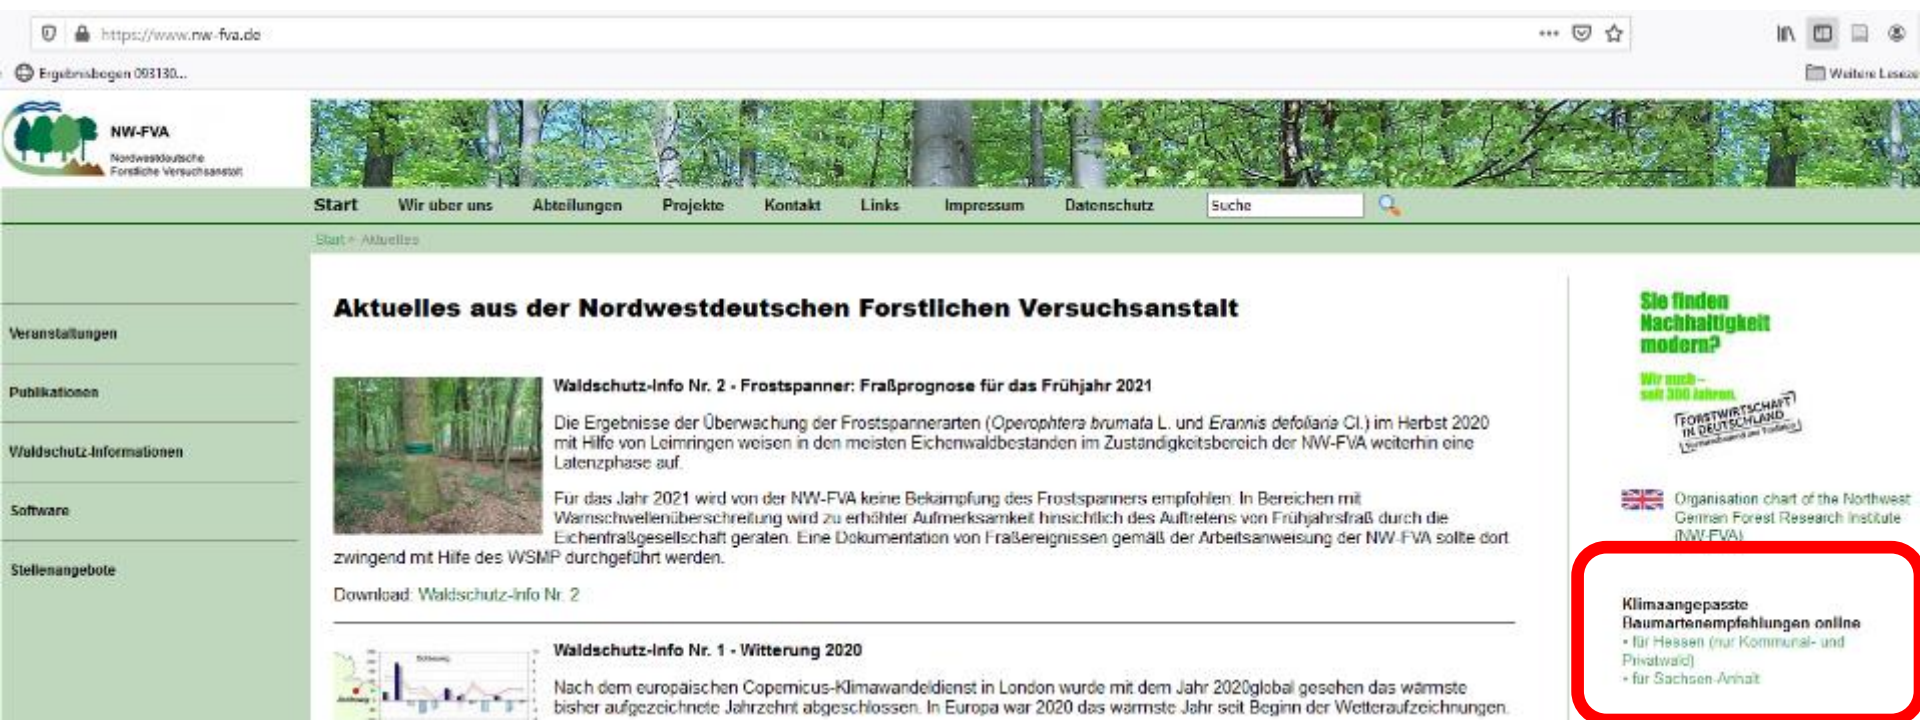 https://www.nw-fva.de
Ergebnisbogen 093130...
Weitere Leseze
NW-FVA
Nordwestdeutsche
Forstliche Versuchsanstalt
Start Wir über uns Abteilungen Projekte Kontakt Links Impressum Datenschutz Suche
Start > Aktuelles
Veranstaltungen
Publikationen
Waldschutz-Informationen
Software
Stellenangebote
Aktuelles aus der Nordwestdeutschen Forstlichen Versuchsanstalt
Waldschutz-Info Nr. 2 - Frostspanner: Fraßprognose für das Frühjahr 2021
Die Ergebnisse der Überwachung der Frostspannerarten (Operophtera brumata L. und Erannis defoliaria Cl.) im Herbst 2020
mit Hilfe von Leimringen weisen in den meisten Eichenwaldbeständen im Zuständigkeitsbereich der NW-FVA weiterhin eine
Latenzphase auf.
Für das Jahr 2021 wird von der NW-FVA keine Bekämpfung des Frostspanners empfohlen. In Bereichen mit
Warnschwellenüberschreitung wird zu erhöhter Aufmerksamkeit hinsichtlich des Auftretens von Frühjahrsfraß durch die
Eichenfraßgesellschaft geraten. Eine Dokumentation von Fraßereignissen gemäß der Arbeitsanweisung der NW-FVA sollte dort
zwingend mit Hilfe des WSMP durchgeführt werden.
Download: Waldschutz-Info Nr. 2
Waldschutz-Info Nr. 1 - Witterung 2020
Nach dem europäischen Copernicus-Klimawandeldienst in London wurde mit dem Jahr 2020global gesehen das wärmste
bisher aufgezeichnete Jahrzehnt abgeschlossen. In Europa war 2020 das wärmste Jahr seit Beginn der Wetteraufzeichnungen.
Sie finden
Nachhaltigkeit
modern?
Wir auch –
seit 300 Jahren.
FORSTWIRTSCHAFT
IN DEUTSCHLAND
Organisation chart of the Northwest
German Forest Research Institute
(NW-FVA)
Klimaangepasste
Baumartenempfehlungen online
• für Hessen (nur Kommunal- und
Privatwald)
• für Sachsen-Anhalt